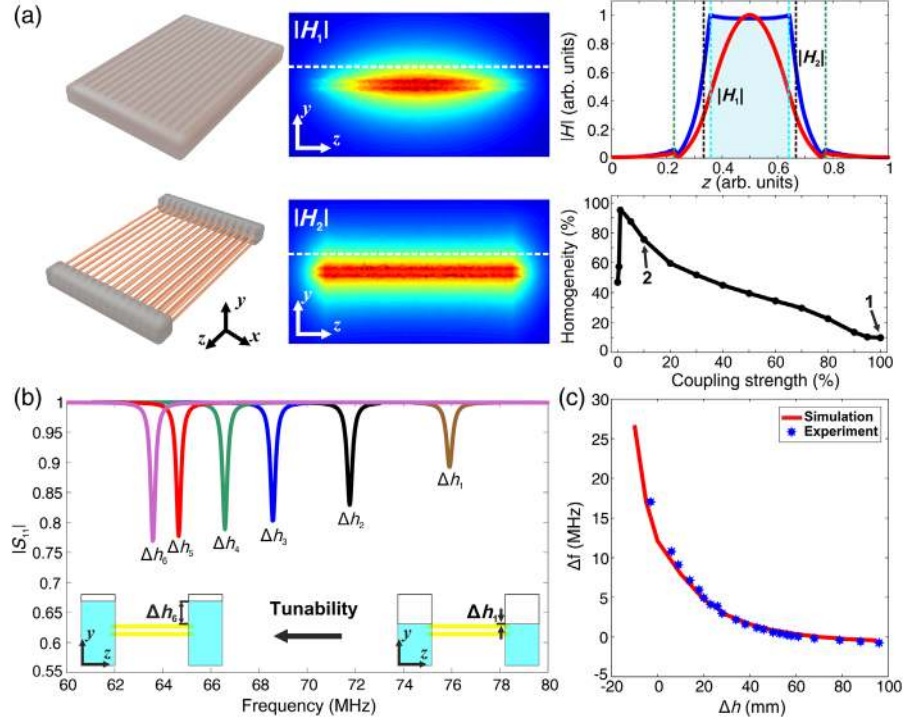 (a)
|H₁|
y
z
|H| (arb. units)
1
0.8
0.6
0.4
0.2
0
|H₂|
|H₁|
0 0.2 0.4 0.6 0.8 1
z (arb. units)
|H₂|
y
z
y
z x
Homogeneity (%)
100
80
60
40
20
0
2
1
0 20 40 60 80 100
Coupling strength (%)
(b)
|S₁₁|
1
0.95
0.9
0.85
0.8
0.75
0.7
0.65
0.6
0.55
Δh₆ Δh₅ Δh₄ Δh₃ Δh₂ Δh₁
Δh₆
y
z
Tunability
Δh₁
y
z
60 62 64 66 68 70 72 74 76 78 80
Frequency (MHz)
(c)
Δf (MHz)
30
25
20
15
10
5
0
-5
Simulation
Experiment
0 20 40 60 80 100
Δh (mm)